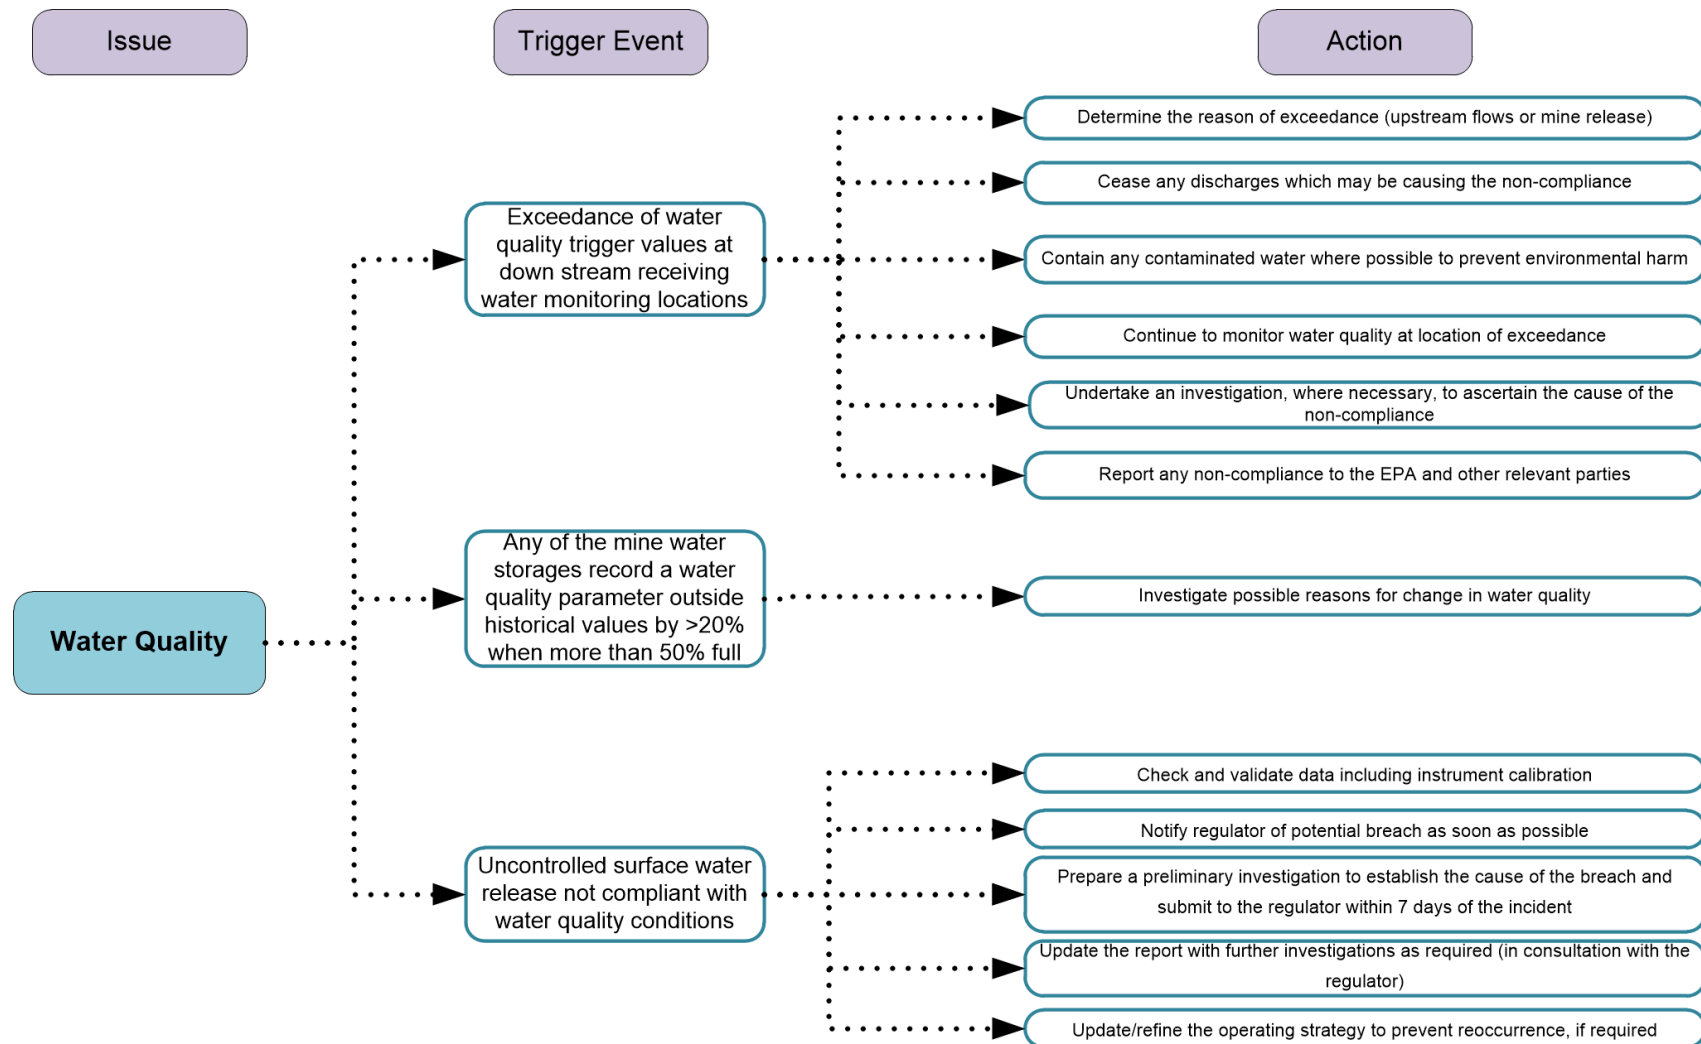 Issue
Trigger Event
Action
Determine the reason of exceedance (upstream flows or mine release)
Cease any discharges which may be causing the non-compliance
Exceedance of water
quality trigger values at
down stream receiving
water monitoring locations
Contain any contaminated water where possible to prevent environmental harm
Continue to monitor water quality at location of exceedance
Undertake an investigation, where necessary, to ascertain the cause of the
non-compliance
Report any non-compliance to the EPA and other relevant parties
Water Quality
Any of the mine water
storages record a water
quality parameter outside
historical values by >20%
when more than 50% full
Investigate possible reasons for change in water quality
Uncontrolled surface water
release not compliant with
water quality conditions
Check and validate data including instrument calibration
Notify regulator of potential breach as soon as possible
Prepare a preliminary investigation to establish the cause of the breach and
submit to the regulator within 7 days of the incident
Update the report with further investigations as required (in consultation with the
regulator)
Update/refine the operating strategy to prevent reoccurrence, if required